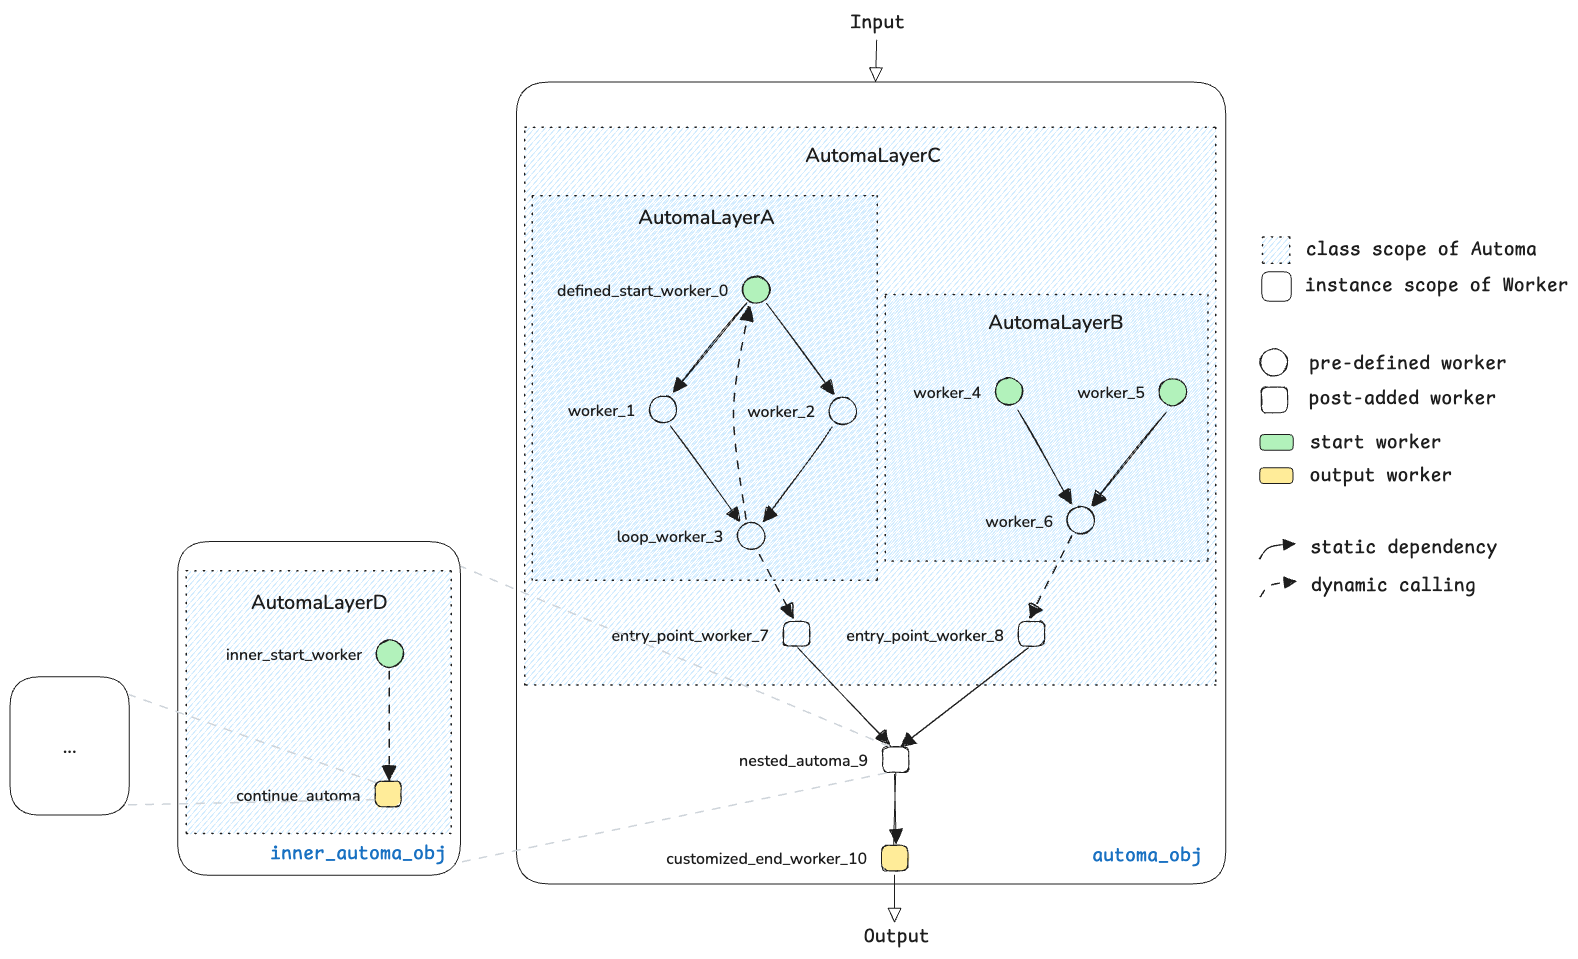 Input
AutomaLayerC
AutomaLayerA
defined_start_worker_0
worker_1
worker_2
loop_worker_3
AutomaLayerB
worker_4
worker_5
worker_6
entry_point_worker_7
entry_point_worker_8
nested_automa_9
customized_end_worker_10
automa_obj
Output
AutomaLayerD
inner_start_worker
continue_automa
inner_automa_obj
...
class scope of Automa
instance scope of Worker
pre-defined worker
post-added worker
start worker
output worker
static dependency
dynamic calling